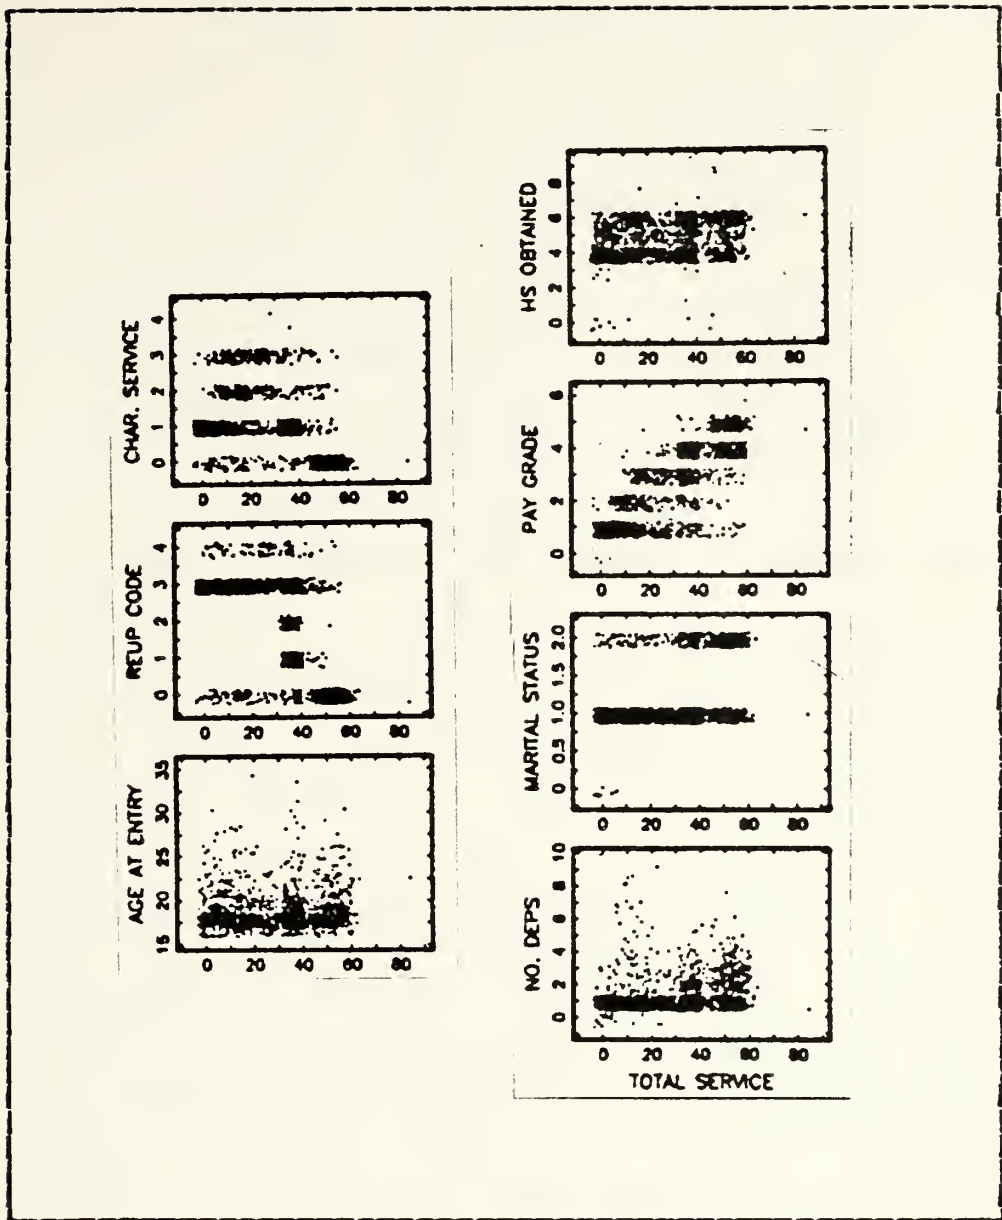 CHAR. SERVICE
0 1 2 3 4
0 20 40 60 80
REUP CODE
0 1 2 3 4
0 20 40 60 80
AGE AT ENTRY
15 20 25 30 35
0 20 40 60 80
HS OBTAINED
0 2 4 6 8
0 20 40 60 80
PAY GRADE
0 2 4 6
0 20 40 60 80
MARITAL STATUS
0 0.5 1.0 1.5 2.0
0 20 40 60 80
NO. DEPS
0 2 4 6 8 10
0 20 40 60 80
TOTAL SERVICE